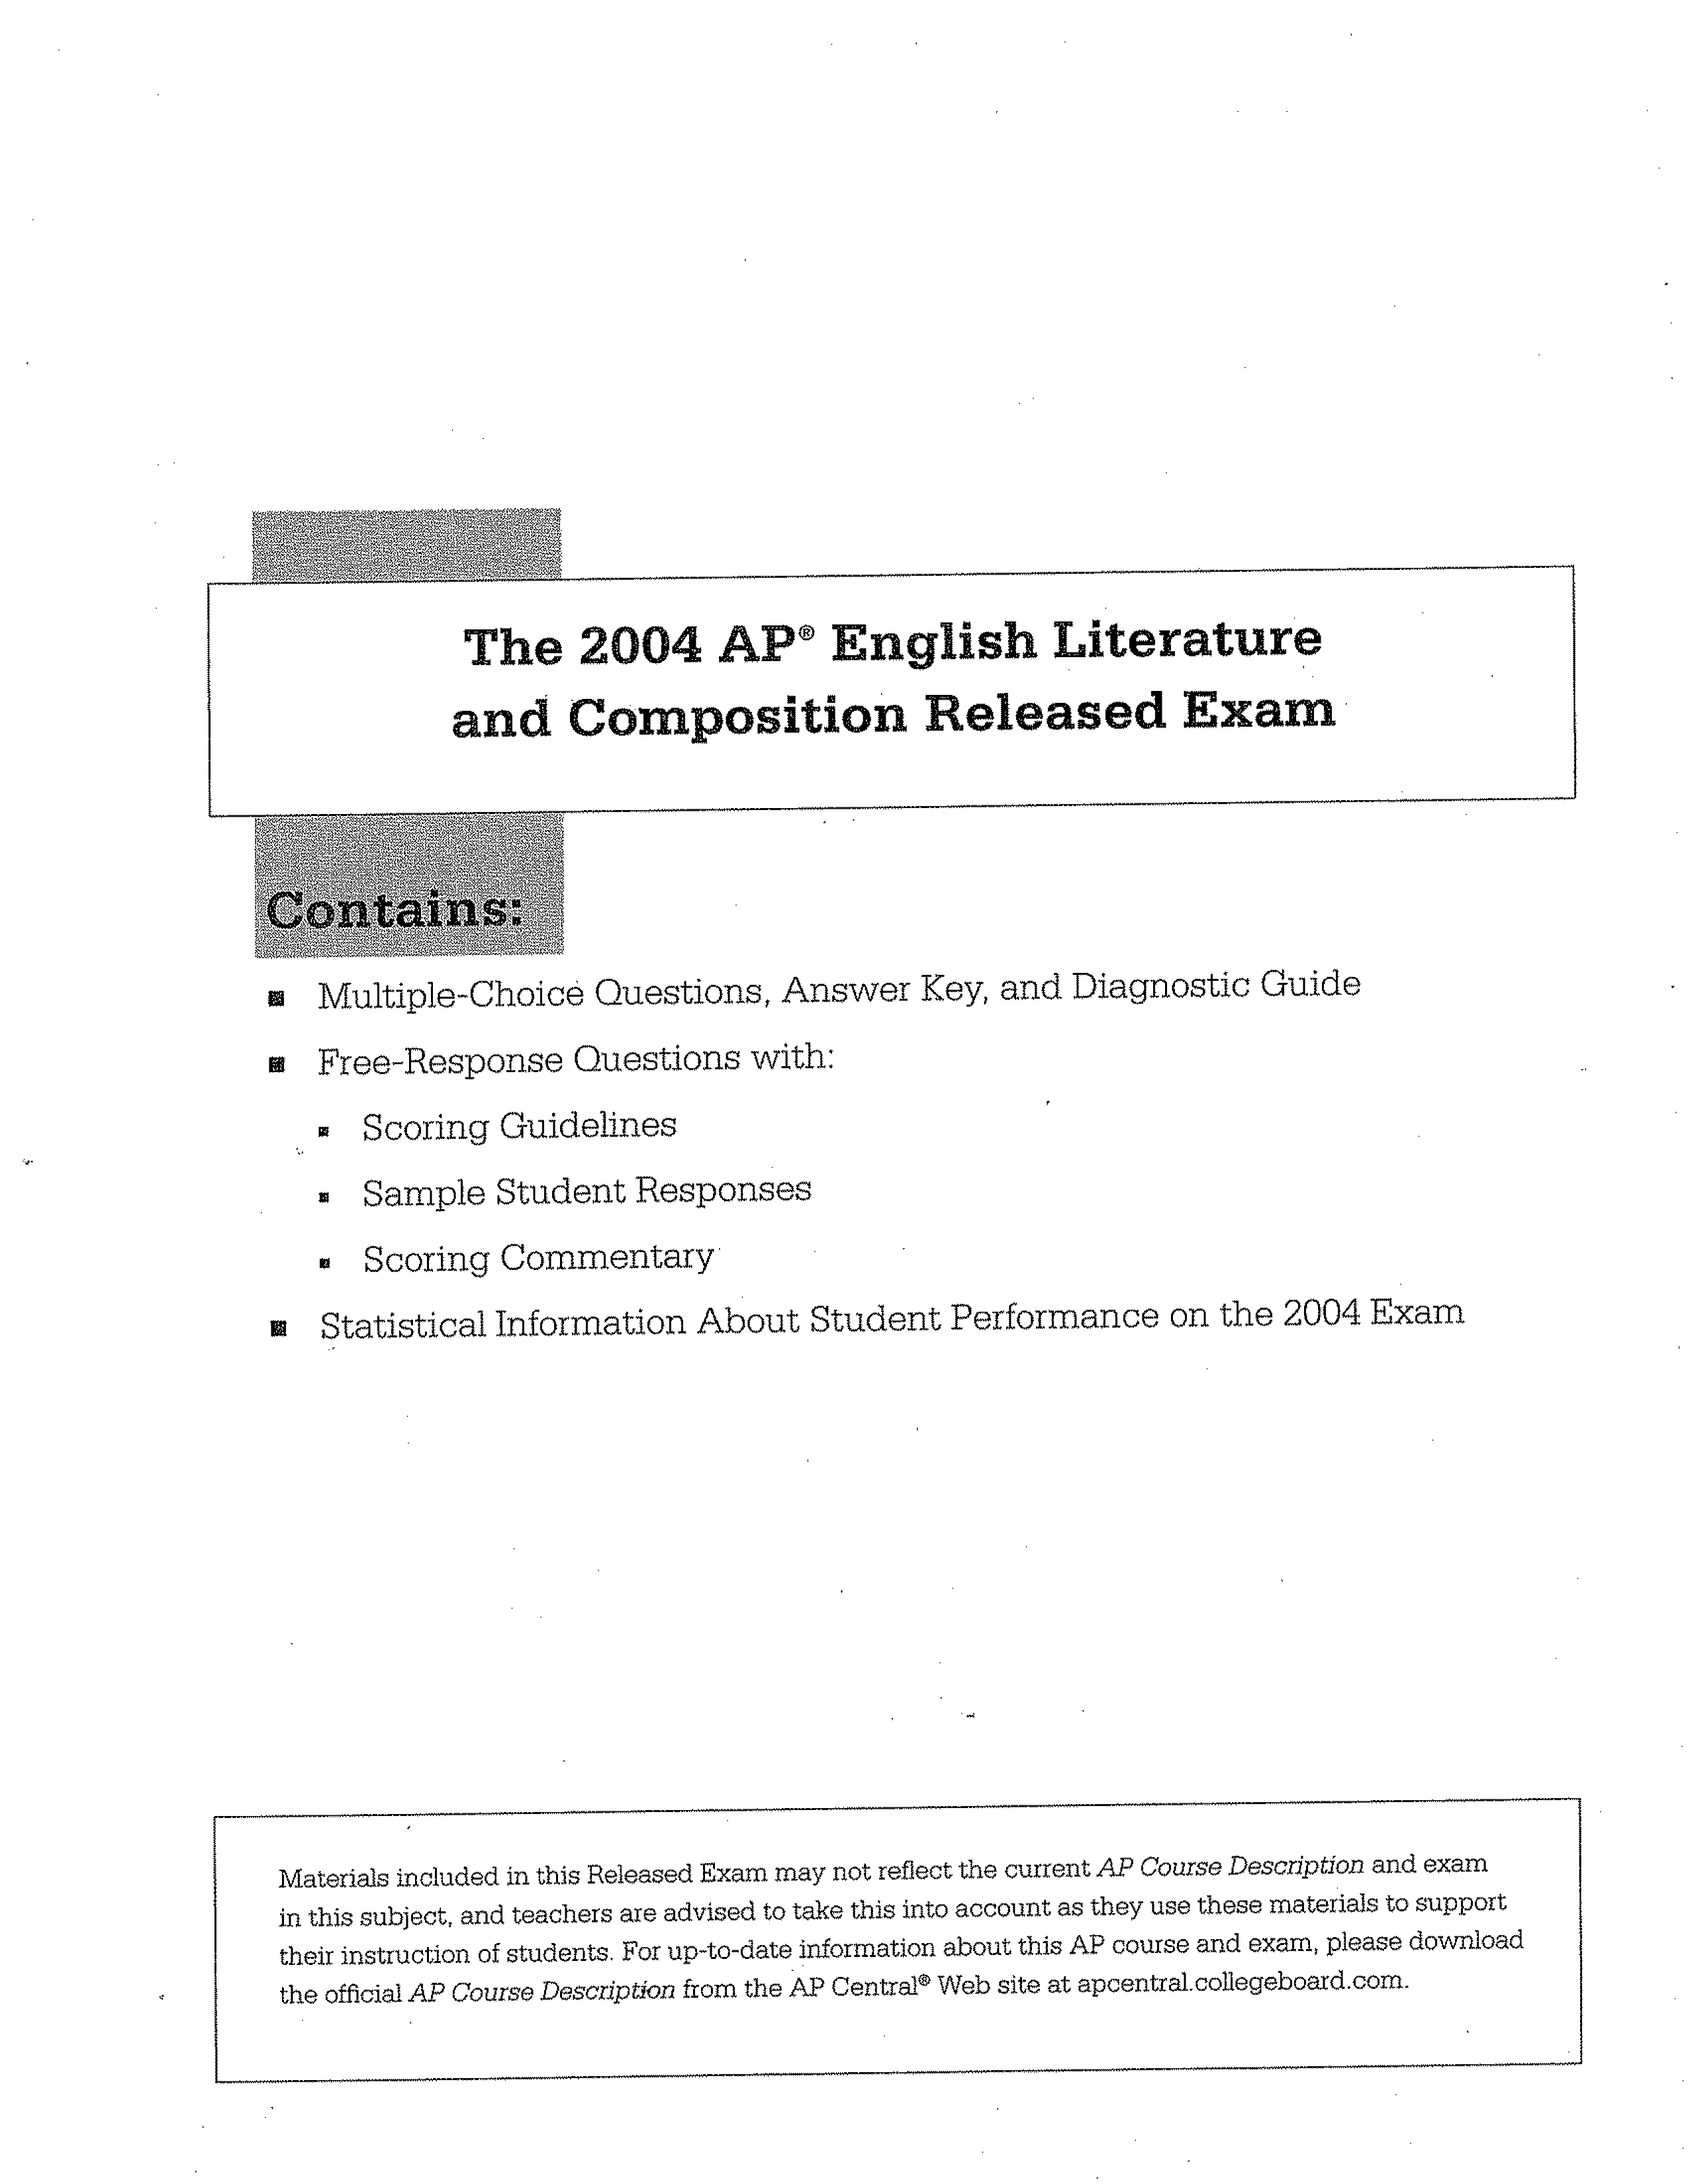 The 2004 AP® English Literature
and Composition Released Exam
Contains:
■ Multiple-Choice Questions, Answer Key, and Diagnostic Guide
■ Free-Response Questions with:
■ Scoring Guidelines
■ Sample Student Responses
■ Scoring Commentary
■ Statistical Information About Student Performance on the 2004 Exam
Materials included in this Released Exam may not reflect the current AP Course Description and exam
in this subject, and teachers are advised to take this into account as they use these materials to support
their instruction of students. For up-to-date information about this AP course and exam, please download
the official AP Course Description from the AP Central® Web site at apcentral.collegeboard.com.